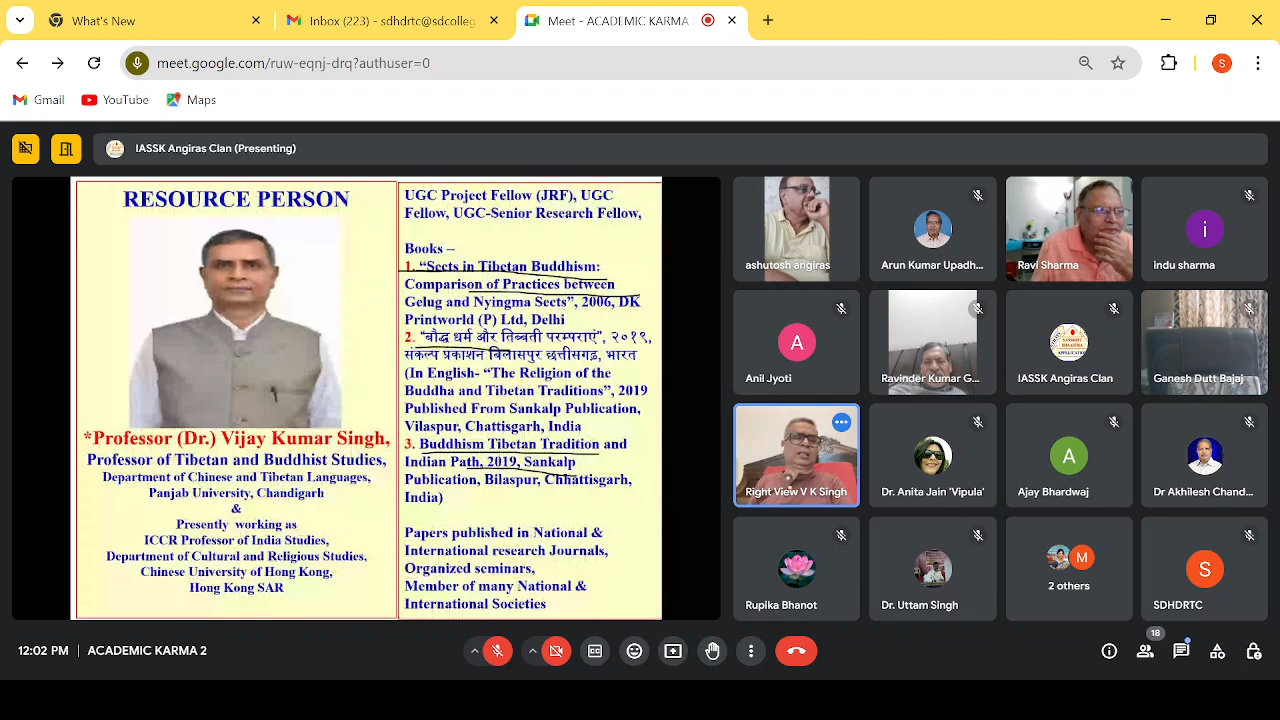 What's New
Inbox (223) - sdhdrtc@sdcolleg
Meet - ACADEMIC KARMA
meet.google.com/ruw-eqnj-drq?authuser=0
S
Gmail
YouTube
Maps
IASSK Angiras Clan (Presenting)
RESOURCE PERSON
*Professor (Dr.) Vijay Kumar Singh,
Professor of Tibetan and Buddhist Studies,
Department of Chinese and Tibetan Languages,
Panjab University, Chandigarh
&
Presently working as
ICCR Professor of India Studies,
Department of Cultural and Religious Studies,
Chinese University of Hong Kong,
Hong Kong SAR
UGC Project Fellow (JRF), UGC
Fellow, UGC-Senior Research Fellow,
Books –
1. “Sects in Tibetan Buddhism:
Comparison of Practices between
Gelug and Nyingma Sects”, 2006, DK
Printworld (P) Ltd, Delhi
2. “बौद्ध धर्म और तिब्बती परम्पराएं”, २०१९,
संकल्प प्रकाशन बिलासपुर छत्तीसगढ़, भारत
(In English- “The Religion of the
Buddha and Tibetan Traditions”, 2019
Published From Sankalp Publication,
Vilaspur, Chattisgarh, India
3. Buddhism Tibetan Tradition and
Indian Path, 2019, Sankalp
Publication, Bilaspur, Chhattisgarh,
India)
Papers published in National &
International research Journals,
Organized seminars,
Member of many National &
International Societies
ashutosh angiras
Arun Kumar Upadh...
Ravi Sharma
i
indu sharma
A
Anil Jyoti
Ravinder Kumar G...
SANSKRIT
APPLICATION
IASSK Angiras Clan
Ganesh Dutt Bajaj
Right View V K Singh
Dr. Anita Jain 'Vipula'
A
Ajay Bhardwaj
Dr Akhilesh Chand...
Rupika Bhanot
Dr. Uttam Singh
M
2 others
S
SDHDRTC
12:02 PM
ACADEMIC KARMA 2
18